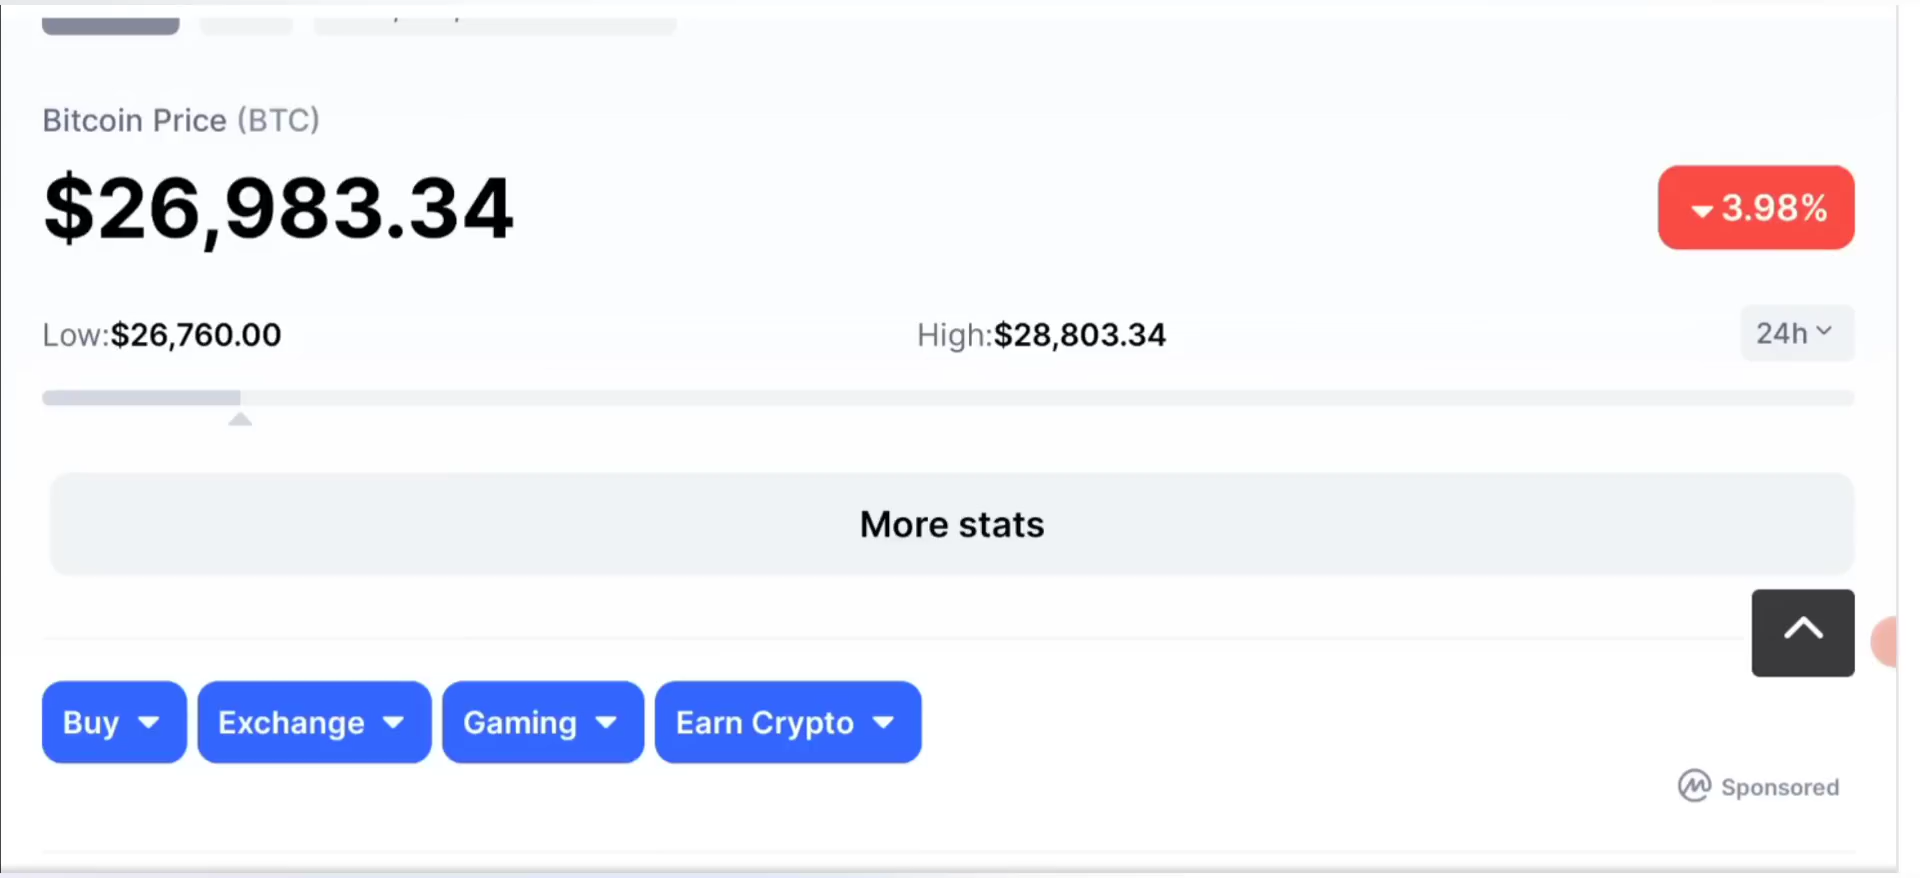 Bitcoin Price (BTC)
$26,983.34
3.98%
Low:$26,760.00
High:$28,803.34
24h
More stats
Buy
Exchange
Gaming
Earn Crypto
Sponsored